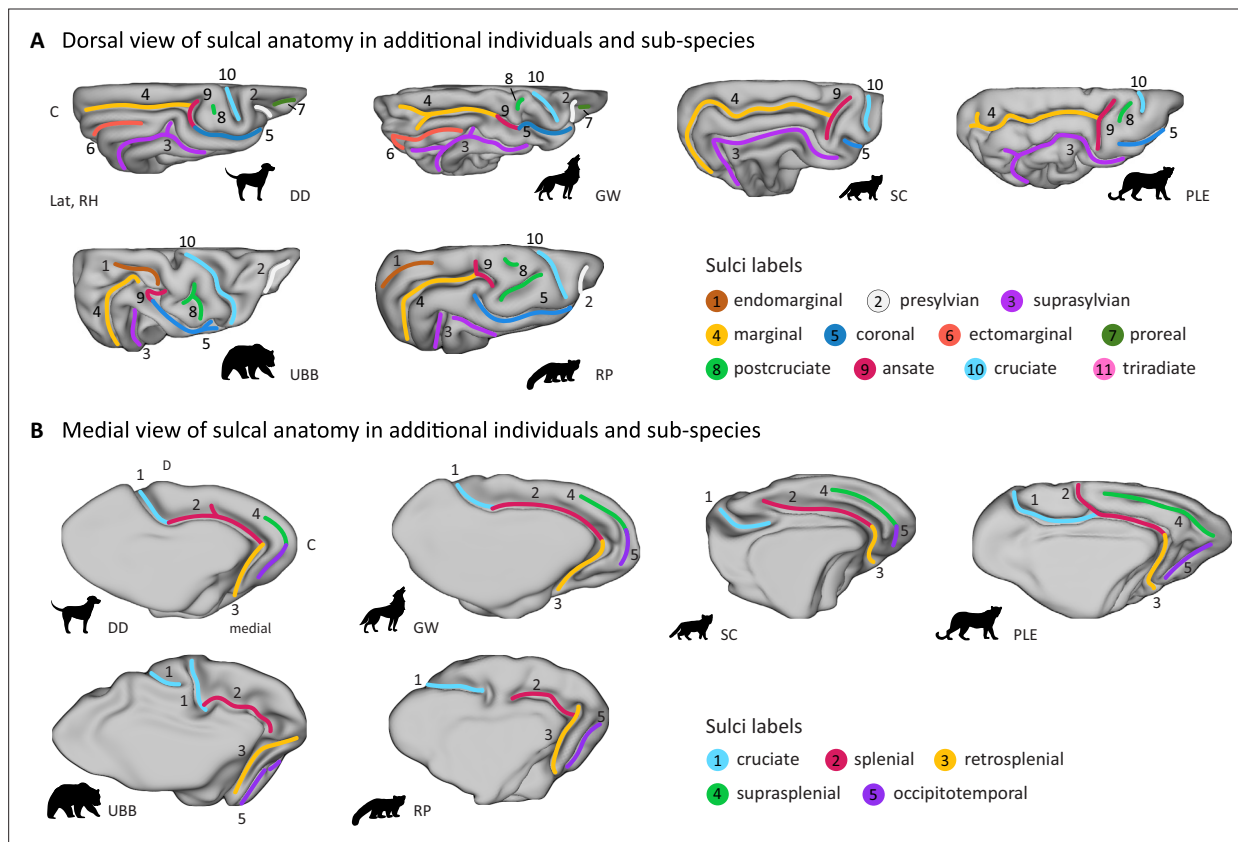 A Dorsal view of sulcal anatomy in additional individuals and sub-species
10
4 9 2
C
8 7
5
6 3
Lat, RH
DD
8 10
4 2
9 7
5
6 3
GW
10
9
4
3 5
SC
10
4 8
9 5
3
PLE
10
1 2
9
4 8
3 5
UBB
10
1 9 8
4 5 2
3
RP
Sulci labels
1 endomarginal 2 presylvian 3 suprasylvian
4 marginal 5 coronal 6 ectomarginal 7 proreal
8 postcruciate 9 ansate 10 cruciate 11 triradiate
B Medial view of sulcal anatomy in additional individuals and sub-species
1 D
2
4
C
3
DD medial
1
2 4
5
3
GW
1 2 4
5
3
SC
1 2
4
5
3
PLE
1
1 2
3
5
UBB
1 2
5
3
RP
Sulci labels
1 cruciate 2 splenial 3 retrosplenial
4 suprasplenial 5 occipitotemporal